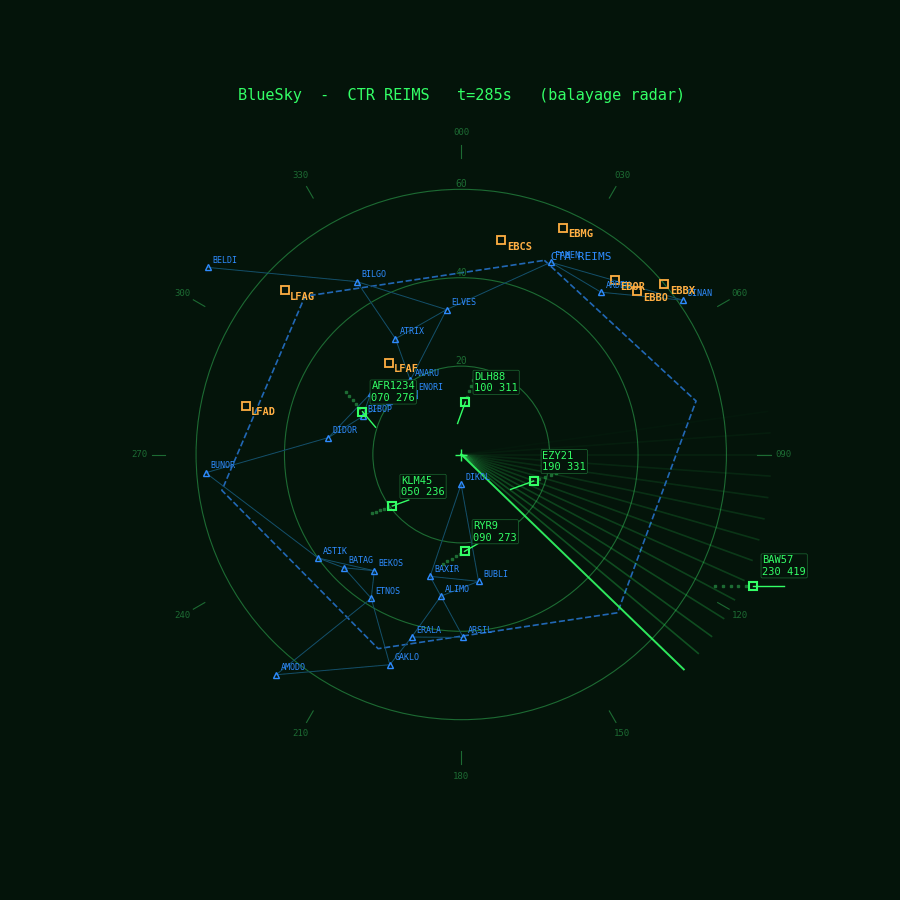 BlueSky - CTR REIMS t=285s (balayage radar)
000
330
030
60
EBMG
EBCS
CTR REIMS
BELDI
BILGO
40
300
060
LFAG
EBOR
EBBX
EBBO
ELVES
ATRIX
20
LFAF
ANARU
DLH88
100 311
AFR1234
070 276
ENORI
BIBOP
LFAD
DIDOR
270
090
EZY21
190 331
BUNOR
DIKOL
KLM45
050 236
RYR9
090 273
ASTIK
BATAG
BEKOS
BAXIR
BUBLI
BAW57
230 419
ETNOS
ALIMO
240
120
ERALA
ARSIL
GAKLO
AMODO
210
150
180